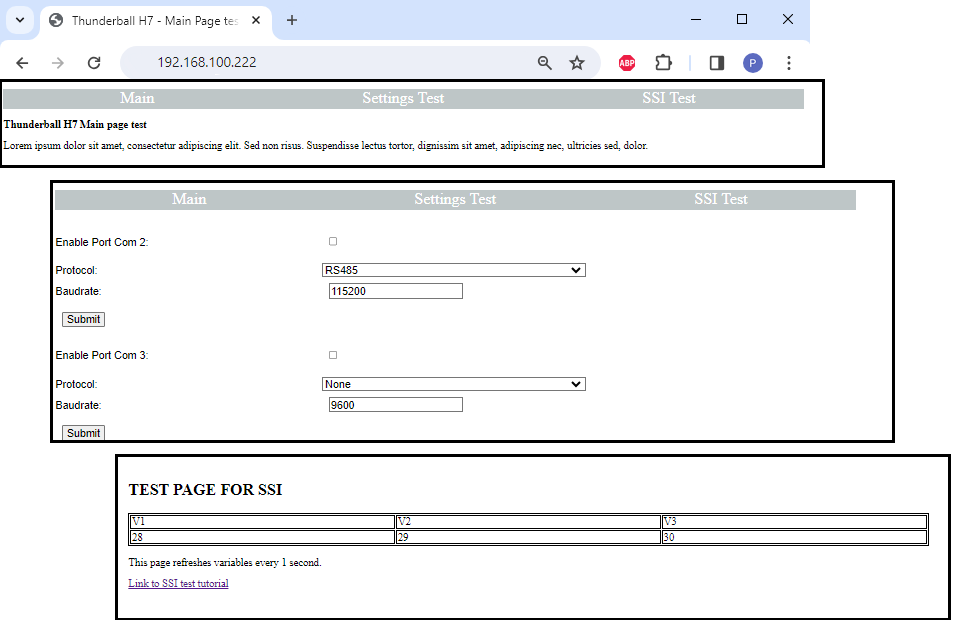 Thunderball H7 - Main Page tes
192.168.100.222
ABP
P
Main Settings Test SSI Test
Thunderball H7 Main page test
Lorem ipsum dolor sit amet, consectetur adipiscing elit. Sed non risus. Suspendisse lectus tortor, dignissim sit amet, adipiscing nec, ultricies sed, dolor.
Main Settings Test SSI Test
Enable Port Com 2:
Protocol: RS485
Baudrate: 115200
Submit
Enable Port Com 3:
Protocol: None
Baudrate: 9600
Submit
TEST PAGE FOR SSI
V1 V2 V3
28 29 30
This page refreshes variables every 1 second.
Link to SSI test tutorial